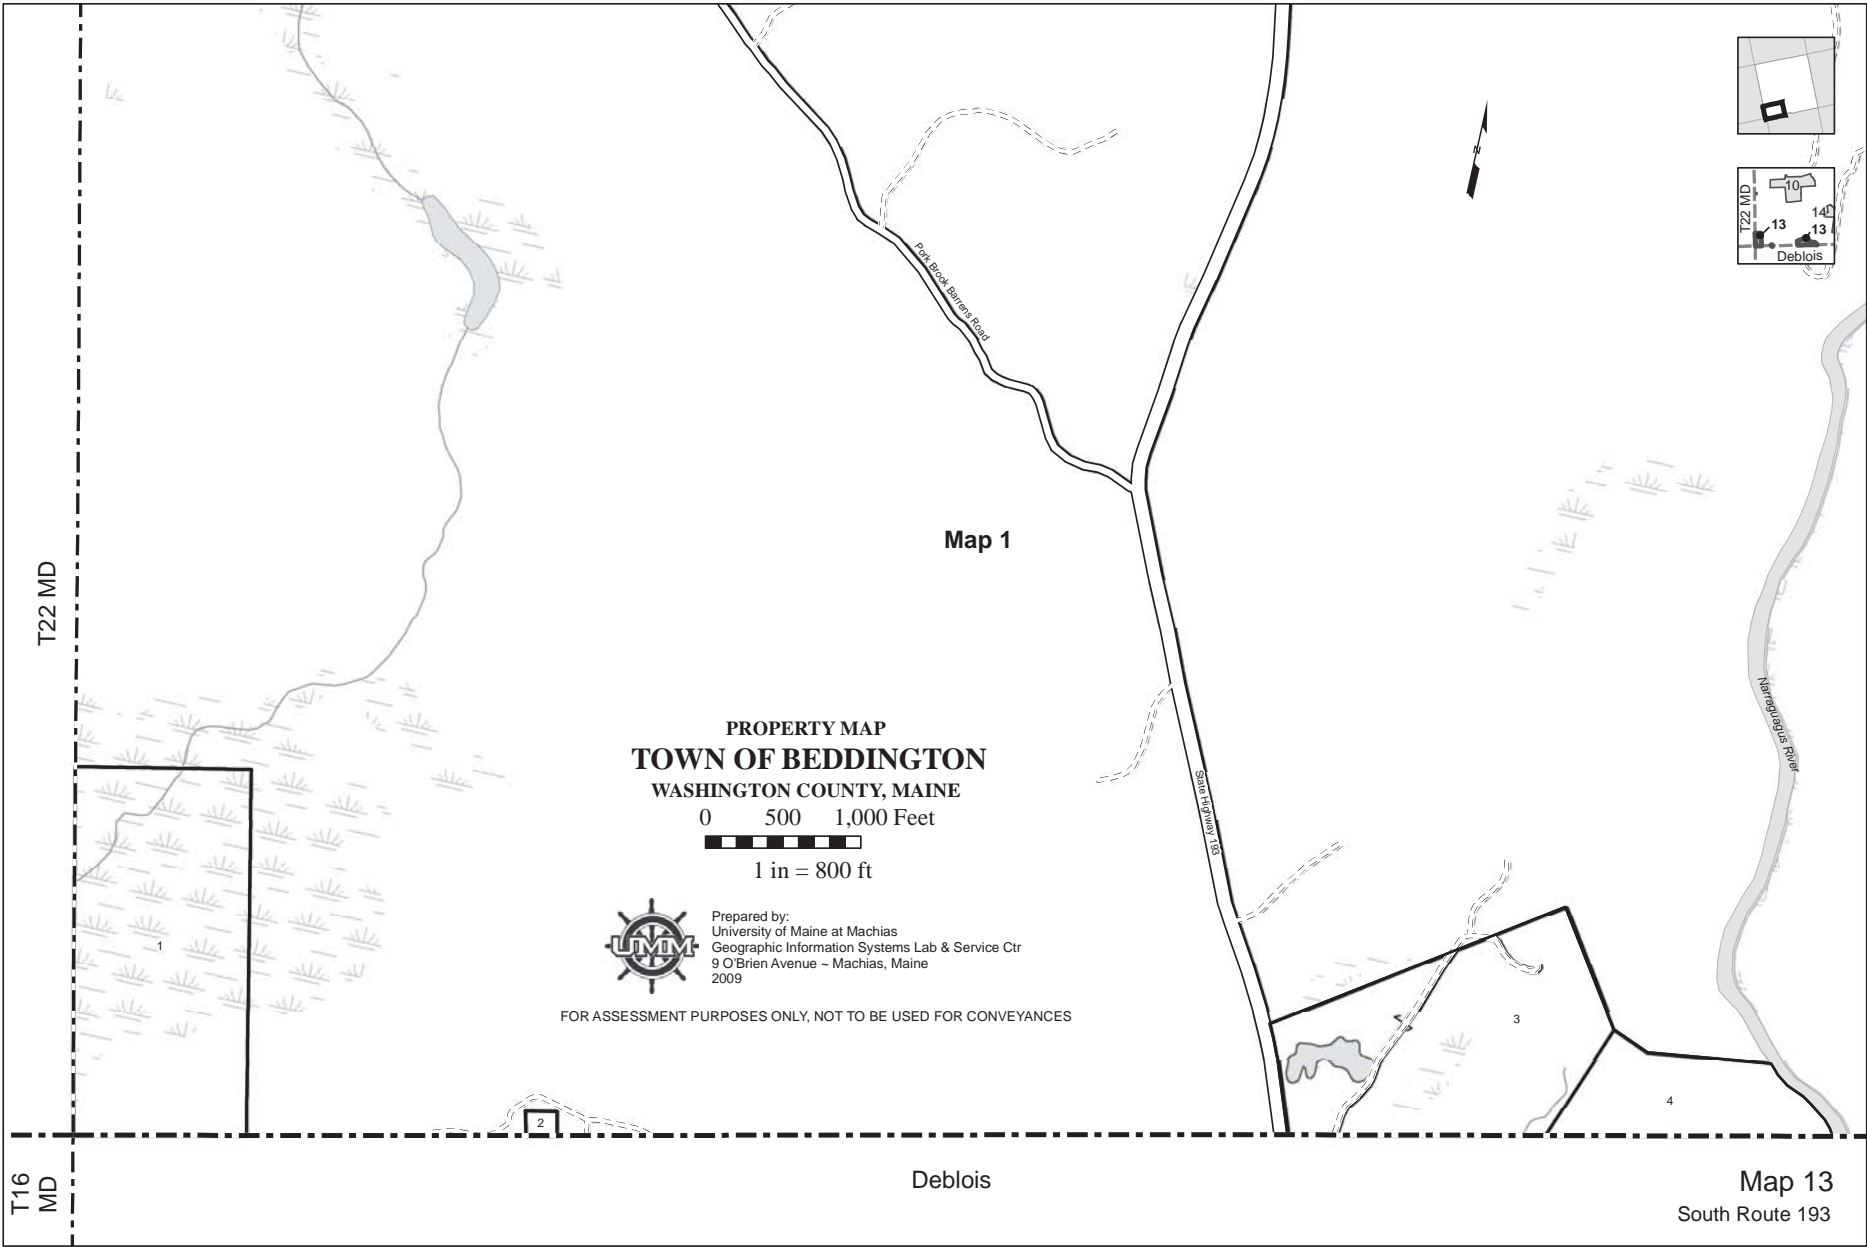 N
T22 MD
10
14
13
13
Deblois
Pork Brook Barrens Road
Map 1
T22 MD
Narraguagus River
PROPERTY MAP
TOWN OF BEDDINGTON
WASHINGTON COUNTY, MAINE
0 500 1,000 Feet
1 in = 800 ft
State Highway 193
UMM
Prepared by:
University of Maine at Machias
Geographic Information Systems Lab & Service Ctr
9 O'Brien Avenue ~ Machias, Maine
2009
FOR ASSESSMENT PURPOSES ONLY, NOT TO BE USED FOR CONVEYANCES
1
2
3
4
T16
MD
Deblois
Map 13
South Route 193